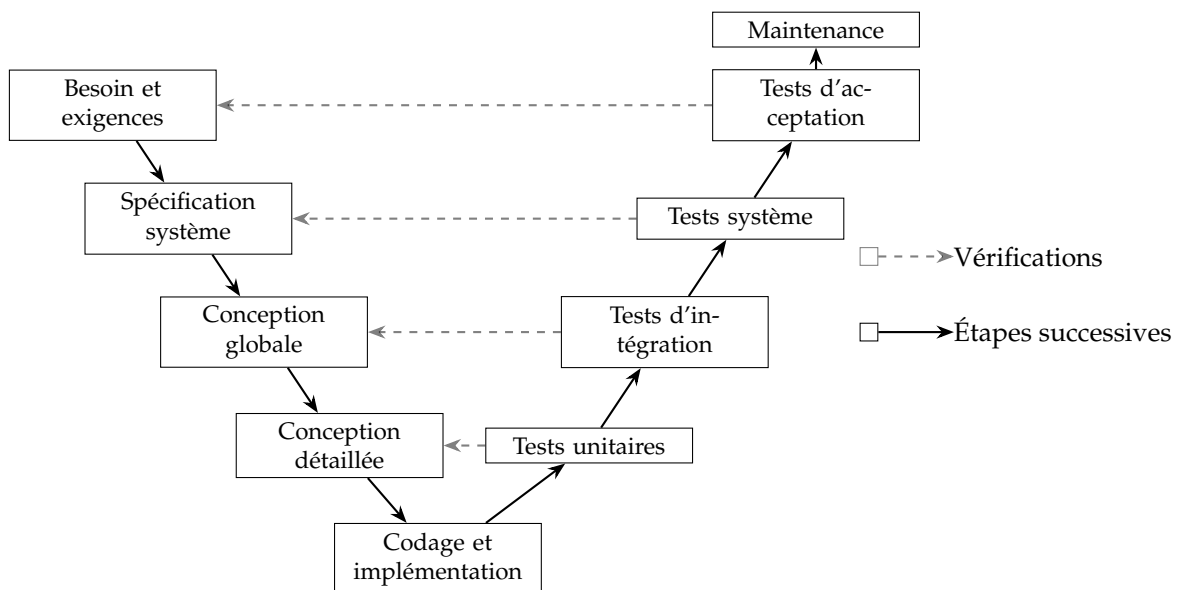 Maintenance
Besoin et
exigences
Tests d'ac-
ceptation
Spécification
système
Tests système
Vérifications
Conception
globale
Tests d'in-
tégration
Étapes successives
Conception
détaillée
Tests unitaires
Codage et
implémentation